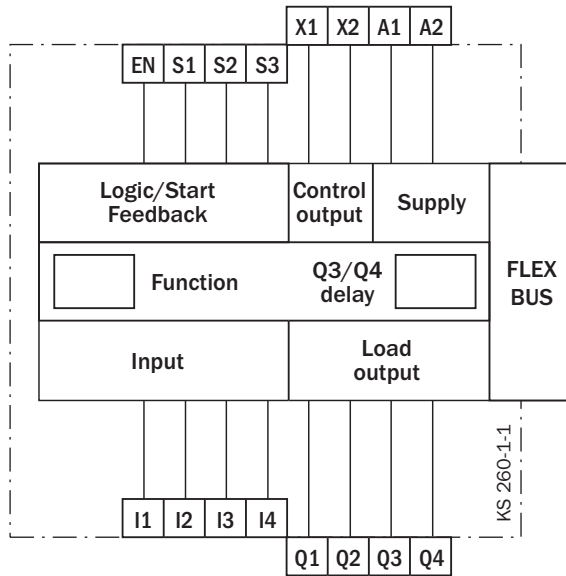 X1 X2 A1 A2
EN S1 S2 S3
Logic/Start
Feedback
Control
output
Supply
Function
Q3/Q4
delay
FLEX
BUS
Input
Load
output
KS 260-1-1
I1 I2 I3 I4
Q1 Q2 Q3 Q4